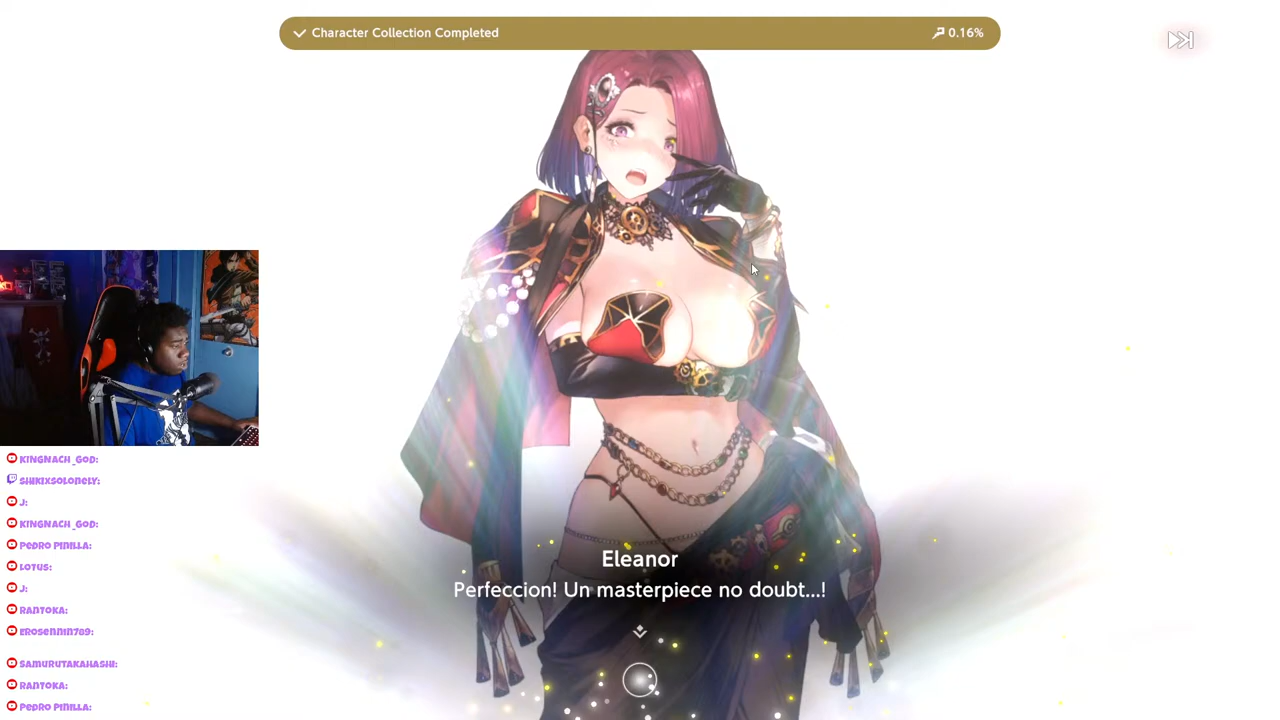 Character Collection Completed
0.16%
KINGNACH_GOD:
SHIKIXSOLONELY:
J:
KINGNACH_GOD:
PEDRO PINILLA:
LOTUS:
J:
RANTOKA:
EROSENNIN789:
SAMURUTAKAHASHI:
RANTOKA:
PEDRO PINILLA:
Eleanor
Perfeccion! Un masterpiece no doubt...!